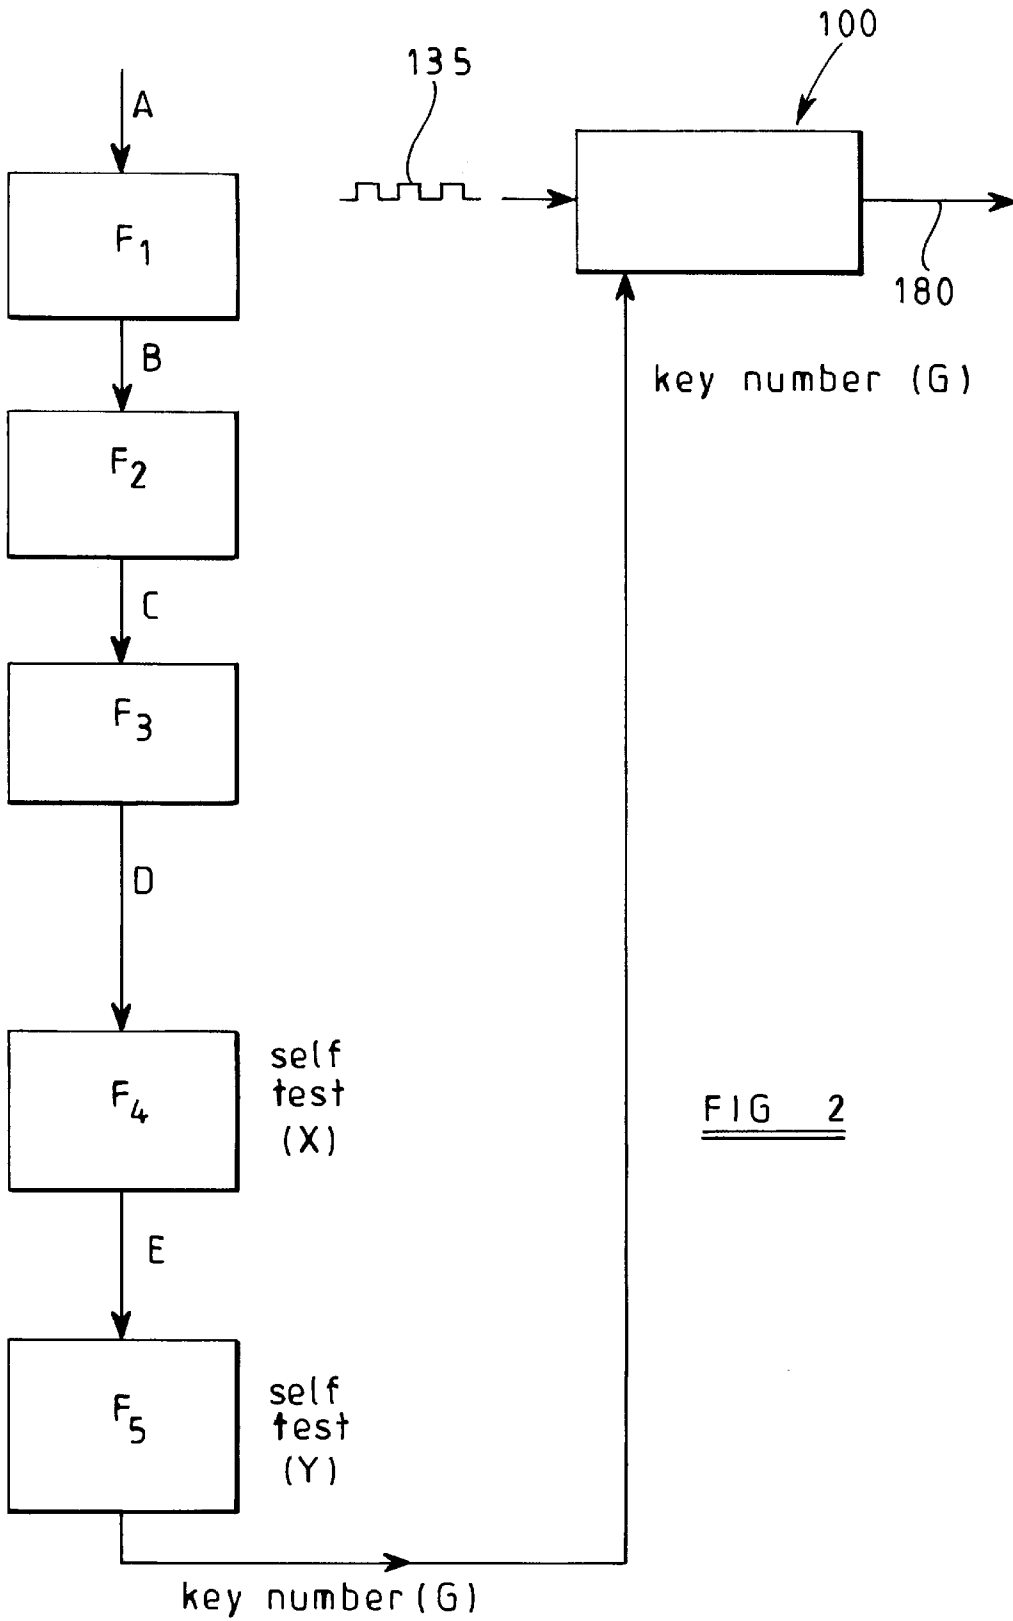 100
135
A
F1
180
B
key number (G)
F2
C
F3
D
self
test
(X)
F4
FIG 2
E
self
test
(Y)
F5
key number (G)